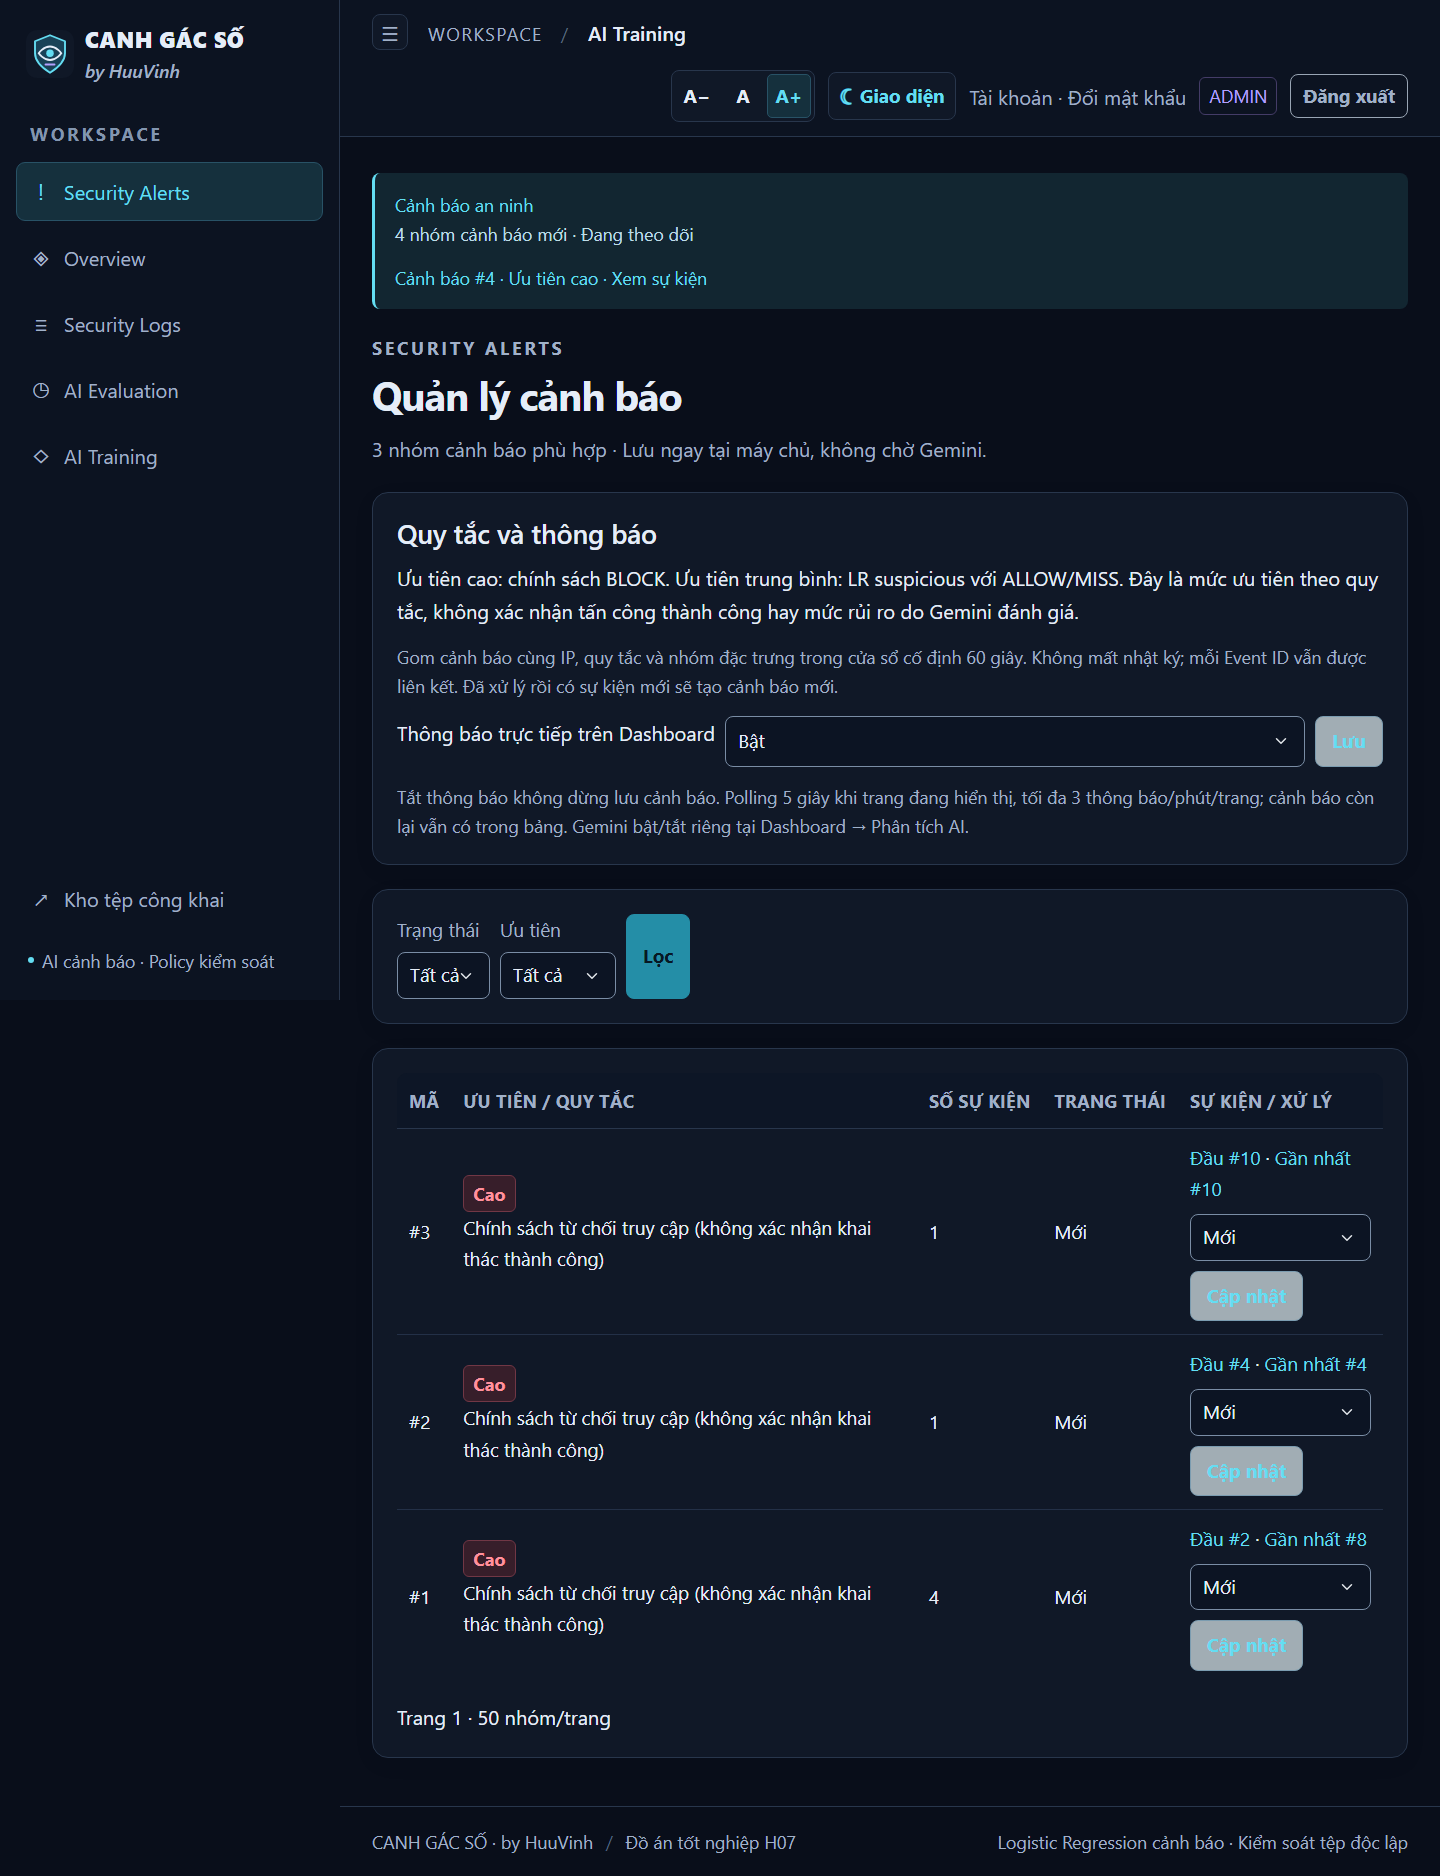 CANH GÁC SỐ
by HuuVinh
WORKSPACE
! Security Alerts
Overview
Security Logs
AI Evaluation
AI Training
Kho tệp công khai
AI cảnh báo · Policy kiểm soát
WORKSPACE / AI Training
A− A A+ Giao diện Tài khoản · Đổi mật khẩu ADMIN Đăng xuất
Cảnh báo an ninh
4 nhóm cảnh báo mới · Đang theo dõi
Cảnh báo #4 · Ưu tiên cao · Xem sự kiện
SECURITY ALERTS
Quản lý cảnh báo
3 nhóm cảnh báo phù hợp · Lưu ngay tại máy chủ, không chờ Gemini.
Quy tắc và thông báo
Ưu tiên cao: chính sách BLOCK. Ưu tiên trung bình: LR suspicious với ALLOW/MISS. Đây là mức ưu tiên theo quy
tắc, không xác nhận tấn công thành công hay mức rủi ro do Gemini đánh giá.
Gom cảnh báo cùng IP, quy tắc và nhóm đặc trưng trong cửa sổ cố định 60 giây. Không mất nhật ký; mỗi Event ID vẫn được
liên kết. Đã xử lý rồi có sự kiện mới sẽ tạo cảnh báo mới.
Thông báo trực tiếp trên Dashboard Bật Lưu
Tắt thông báo không dừng lưu cảnh báo. Polling 5 giây khi trang đang hiển thị, tối đa 3 thông báo/phút/trang; cảnh báo còn
lại vẫn có trong bảng. Gemini bật/tắt riêng tại Dashboard → Phân tích AI.
Trạng thái Ưu tiên
Tất cả Tất cả Lọc
MÃ ƯU TIÊN / QUY TẮC SỐ SỰ KIỆN TRẠNG THÁI SỰ KIỆN / XỬ LÝ
#3 Cao
Chính sách từ chối truy cập (không xác nhận khai
thác thành công)
1 Mới
Đầu #10 · Gần nhất
#10
Mới
Cập nhật
#2 Cao
Chính sách từ chối truy cập (không xác nhận khai
thác thành công)
1 Mới
Đầu #4 · Gần nhất #4
Mới
Cập nhật
#1 Cao
Chính sách từ chối truy cập (không xác nhận khai
thác thành công)
4 Mới
Đầu #2 · Gần nhất #8
Mới
Cập nhật
Trang 1 · 50 nhóm/trang
CANH GÁC SỐ · by HuuVinh / Đồ án tốt nghiệp H07
Logistic Regression cảnh báo · Kiểm soát tệp độc lập